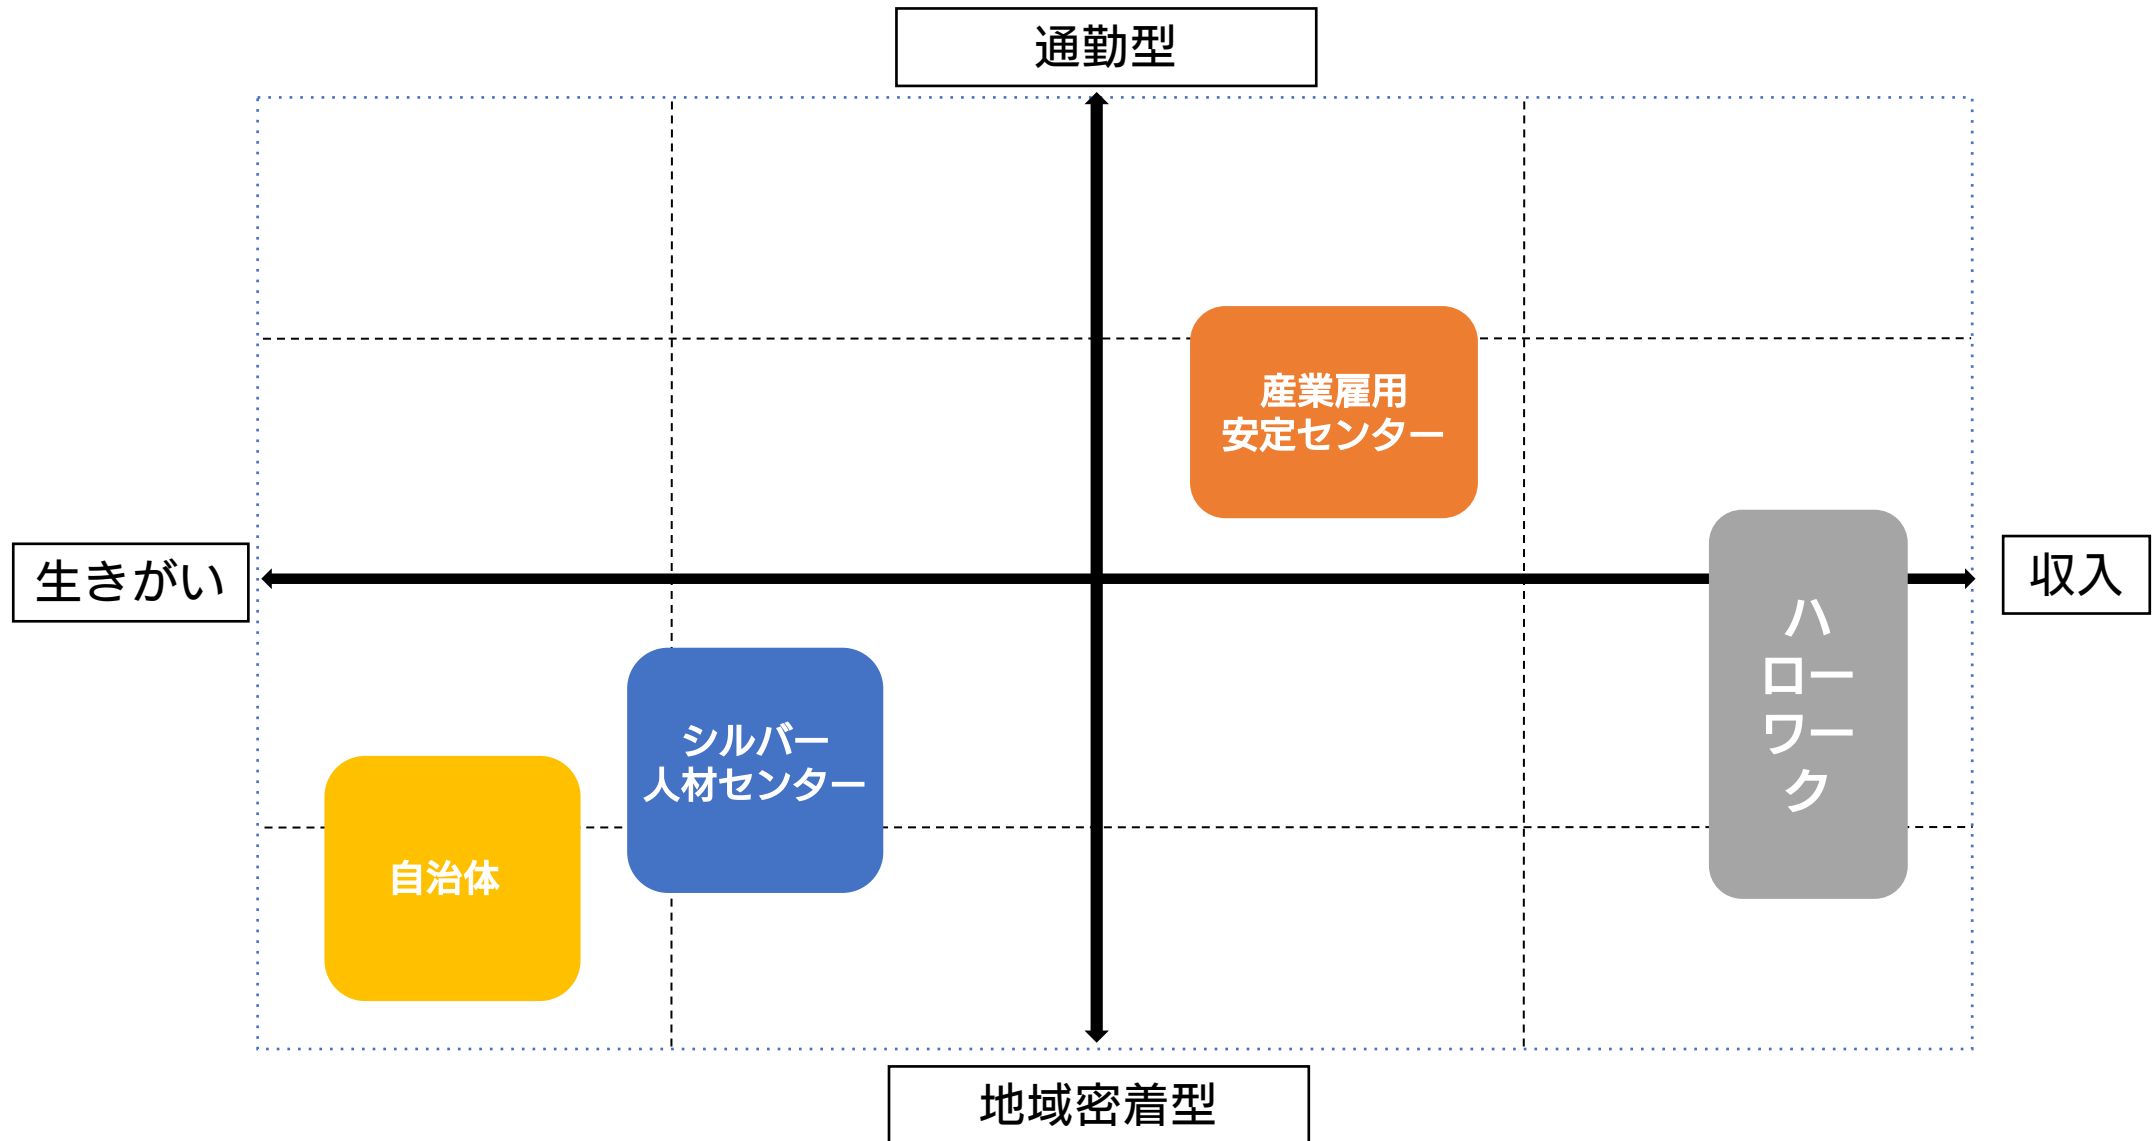 通勤型
産業雇用
安定センター
生きがい
収入
ハ
ロー
ワー
ク
シルバー
人材センター
自治体
地域密着型